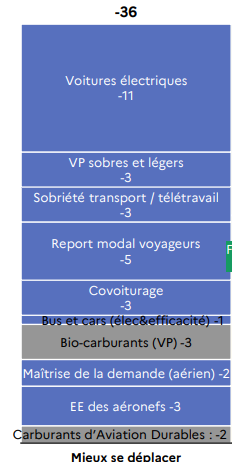 -36
Voitures électriques
-11
VP sobres et légers
-3
Sobriété transport / télétravail
-3
Report modal voyageurs
-5
F
Covoiturage
-3
Bus et cars (élec&efficacité) -1
Bio-carburants (VP) -3
Maîtrise de la demande (aérien) -2
EE des aéronefs -3
Carburants d’Aviation Durables : -2
Mieux se déplacer